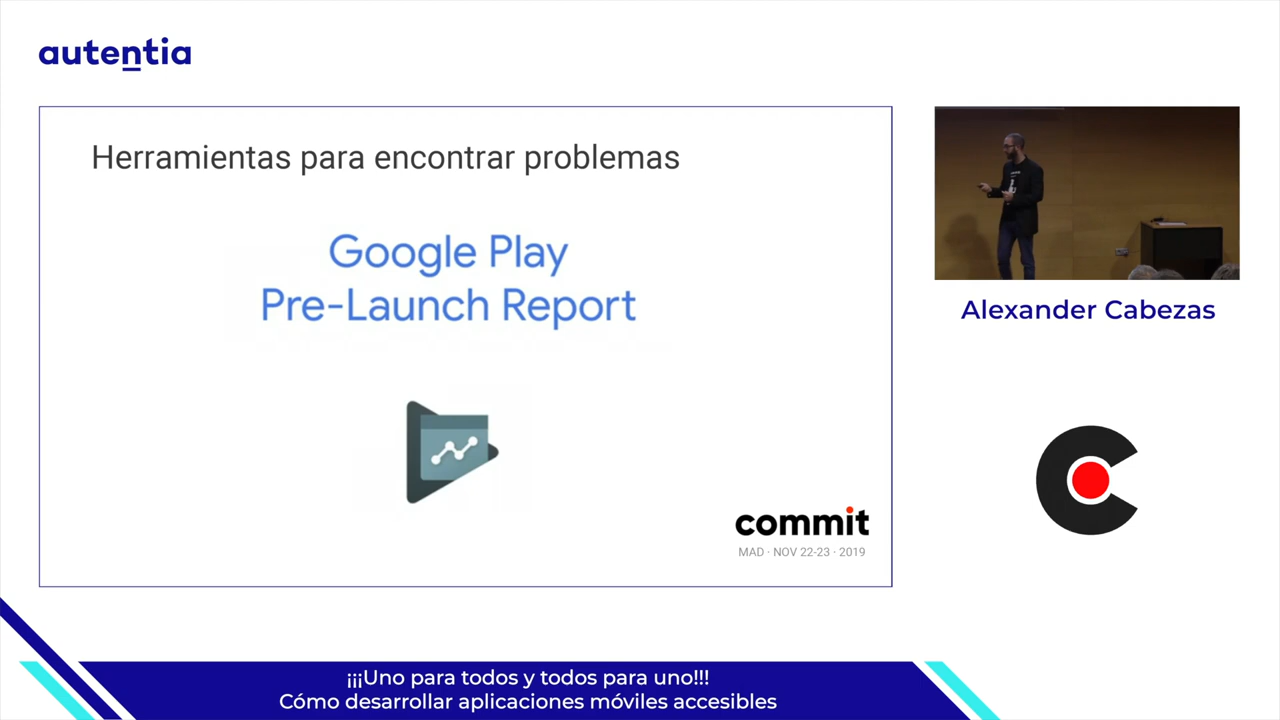 autentia
Herramientas para encontrar problemas
Google Play
Pre-Launch Report
commit
MAD · NOV 22-23 · 2019
Alexander Cabezas
¡¡¡Uno para todos y todos para uno!!!
Cómo desarrollar aplicaciones móviles accesibles